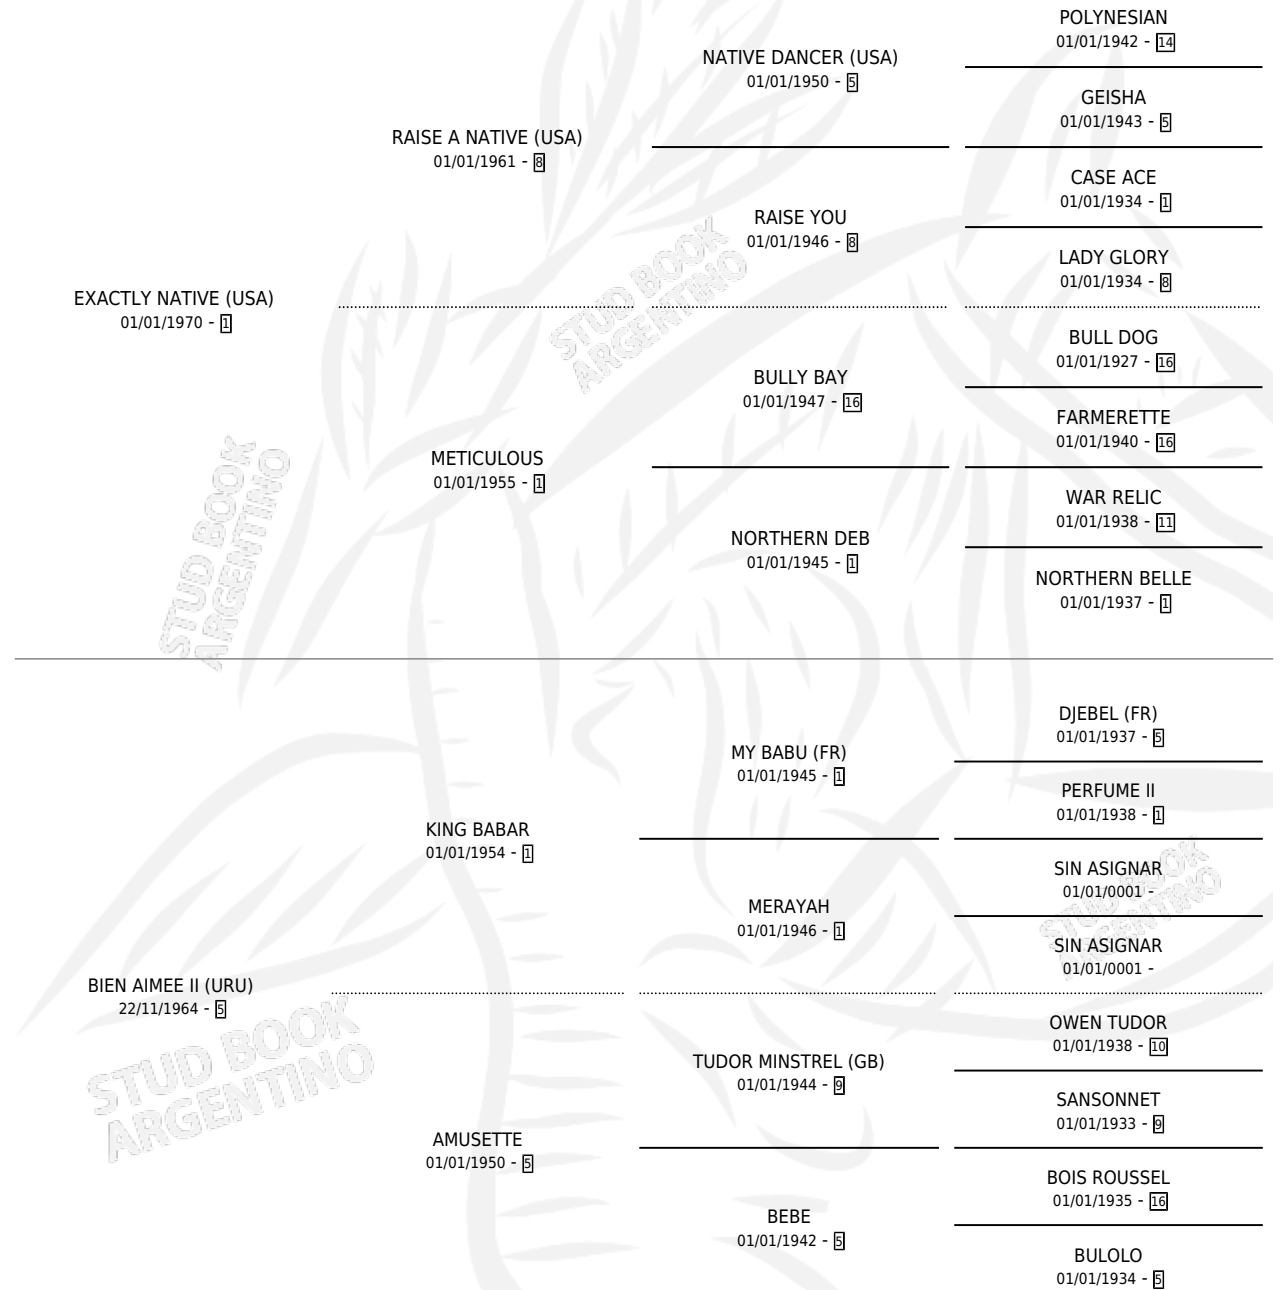 POLYNESIAN
01/01/1942 - 14
NATIVE DANCER (USA)
01/01/1950 - 5
GEISHA
01/01/1943 - 5
RAISE A NATIVE (USA)
01/01/1961 - 8
CASE ACE
01/01/1934 - 1
RAISE YOU
01/01/1946 - 8
LADY GLORY
01/01/1934 - 8
EXACTLY NATIVE (USA)
01/01/1970 - 1
BULL DOG
01/01/1927 - 16
BULLY BAY
01/01/1947 - 16
FARMERETTE
01/01/1940 - 16
METICULOUS
01/01/1955 - 1
WAR RELIC
01/01/1938 - 11
NORTHERN DEB
01/01/1945 - 1
NORTHERN BELLE
01/01/1937 - 1
DJEBEL (FR)
01/01/1937 - 5
MY BABU (FR)
01/01/1945 - 1
PERFUME II
01/01/1938 - 1
KING BABAR
01/01/1954 - 1
SIN ASIGNAR
01/01/0001 -
MERAYAH
01/01/1946 - 1
SIN ASIGNAR
01/01/0001 -
BIEN AIMEE II (URU)
22/11/1964 - 5
OWEN TUDOR
01/01/1938 - 10
TUDOR MINSTREL (GB)
01/01/1944 - 9
SANSONNET
01/01/1933 - 9
AMUSETTE
01/01/1950 - 5
BOIS ROUSSEL
01/01/1935 - 16
BEBE
01/01/1942 - 5
BULOLO
01/01/1934 - 5
STUD BOOK
ARGENTINO
STUD BOOK
ARGENTINO
STUD BOOK
ARGENTINO
STUD BOOK
ARGENTINO